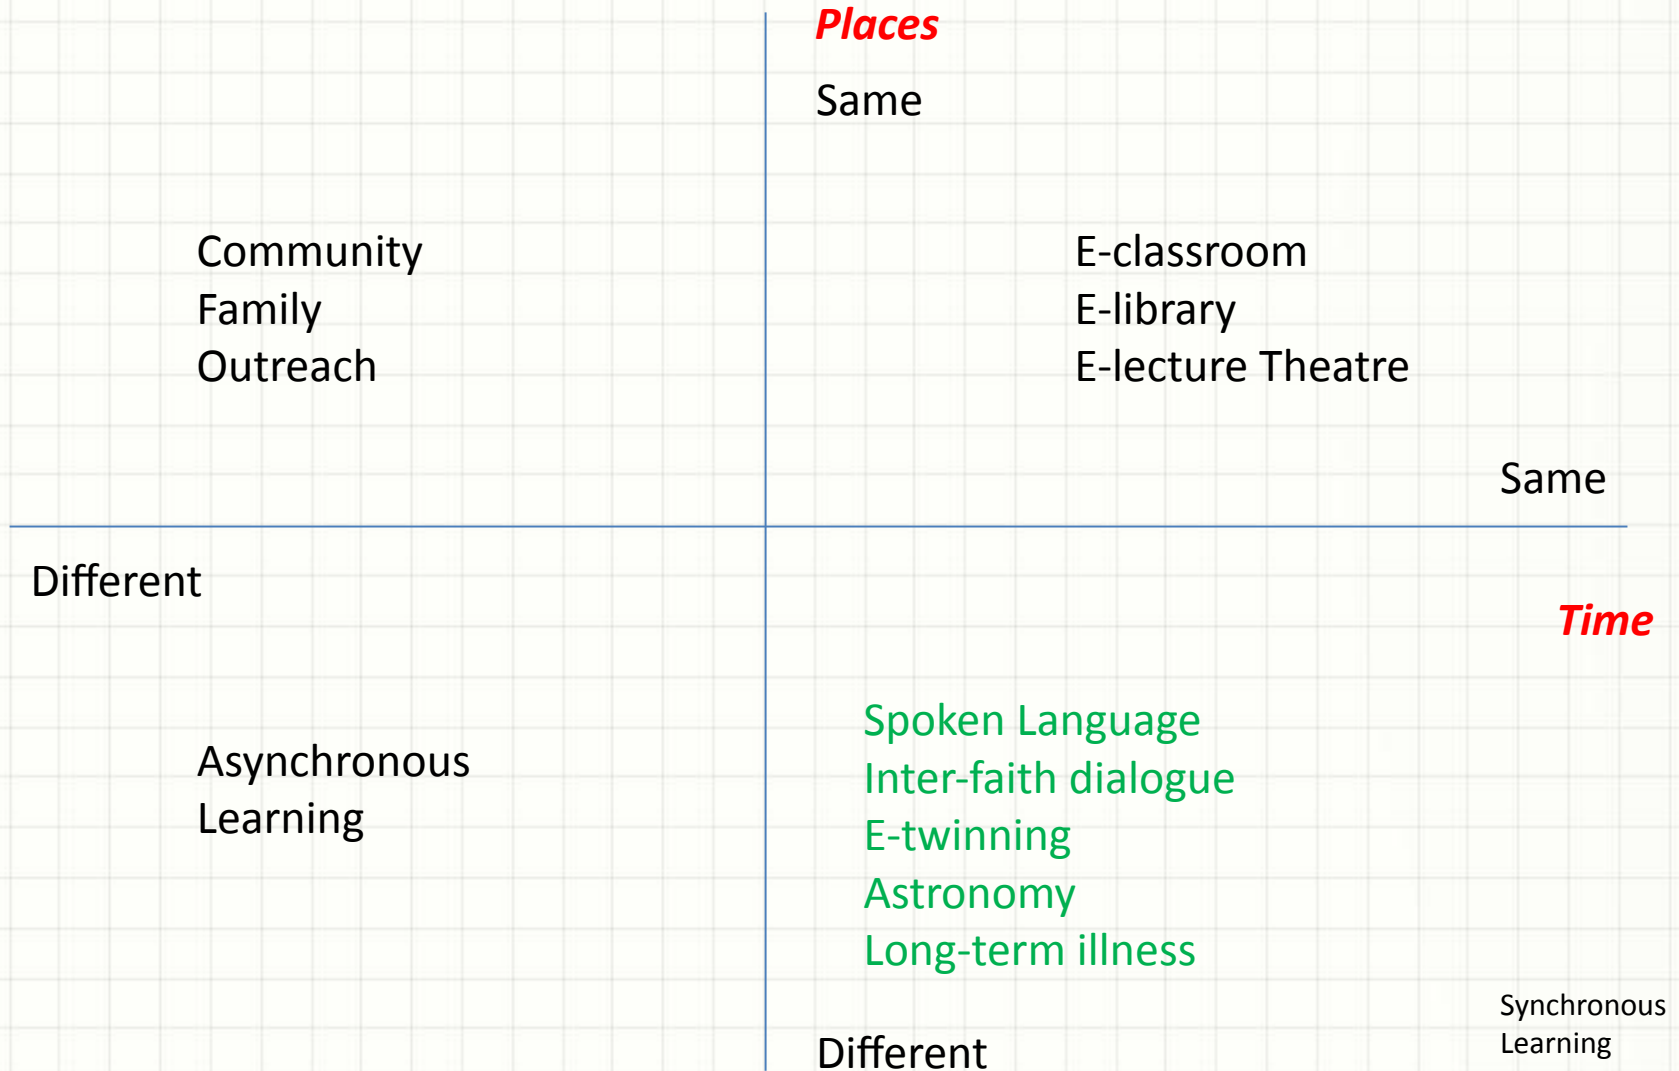 Places
Same
Community
Family
Outreach
E-classroom
E-library
E-lecture Theatre
Same
Different
Time
Asynchronous
Learning
Spoken Language
Inter-faith dialogue
E-twinning
Astronomy
Long-term illness
Different
Synchronous
Learning